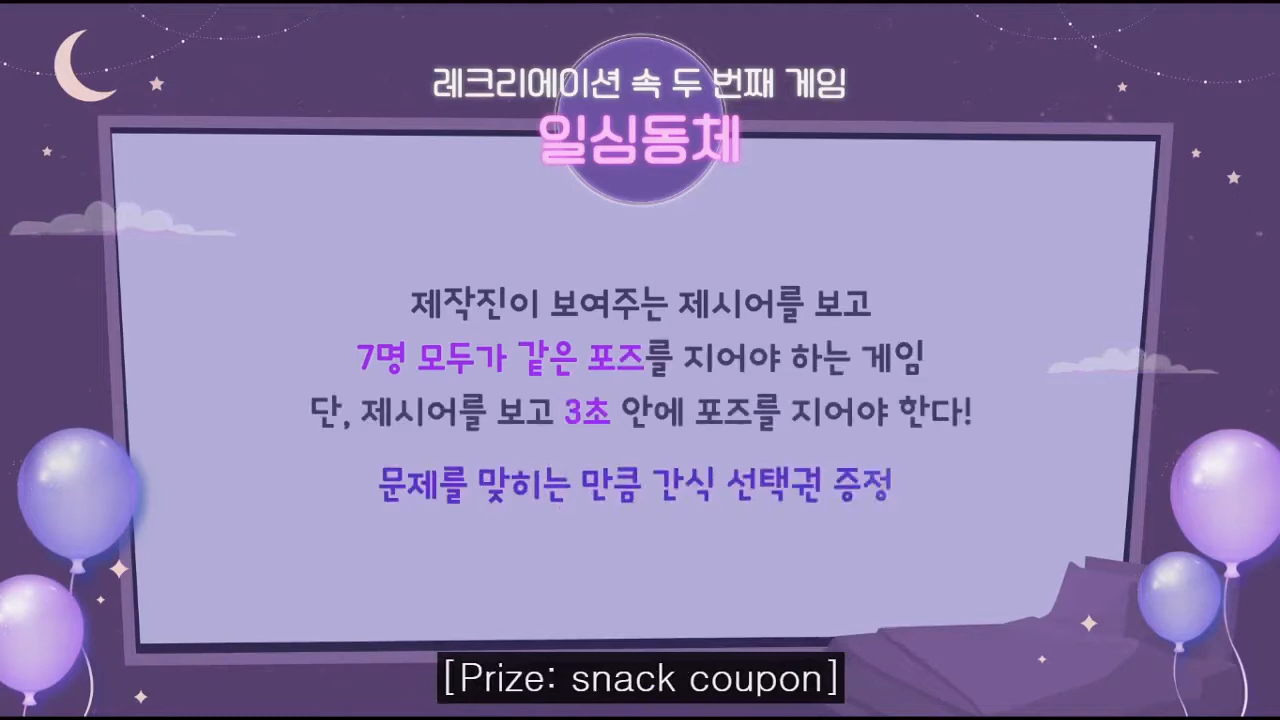 레크리에이션 속 두 번째 게임
일심동체
제작진이 보여주는 제시어를 보고
7명 모두가 같은 포즈를 지어야 하는 게임
단, 제시어를 보고 3초 안에 포즈를 지어야 한다!
문제를 맞히는 만큼 간식 선택권 증정
[Prize: snack coupon]